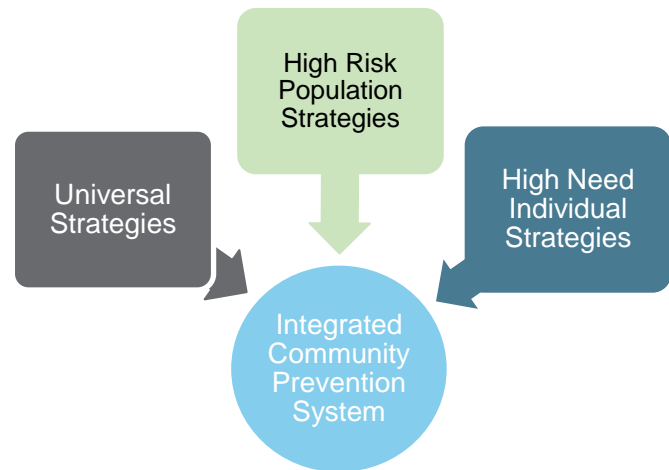 High Risk
Population
Strategies
Universal
Strategies
High Need
Individual
Strategies
Integrated
Community
Prevention
System